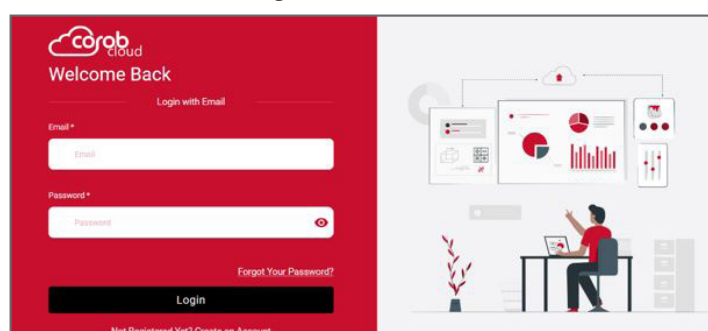 corob
cloud
Welcome Back
Login with Email
Email *
Email
Password *
Password
Forgot Your Password?
Login
Not Registered Yet? Create an Account